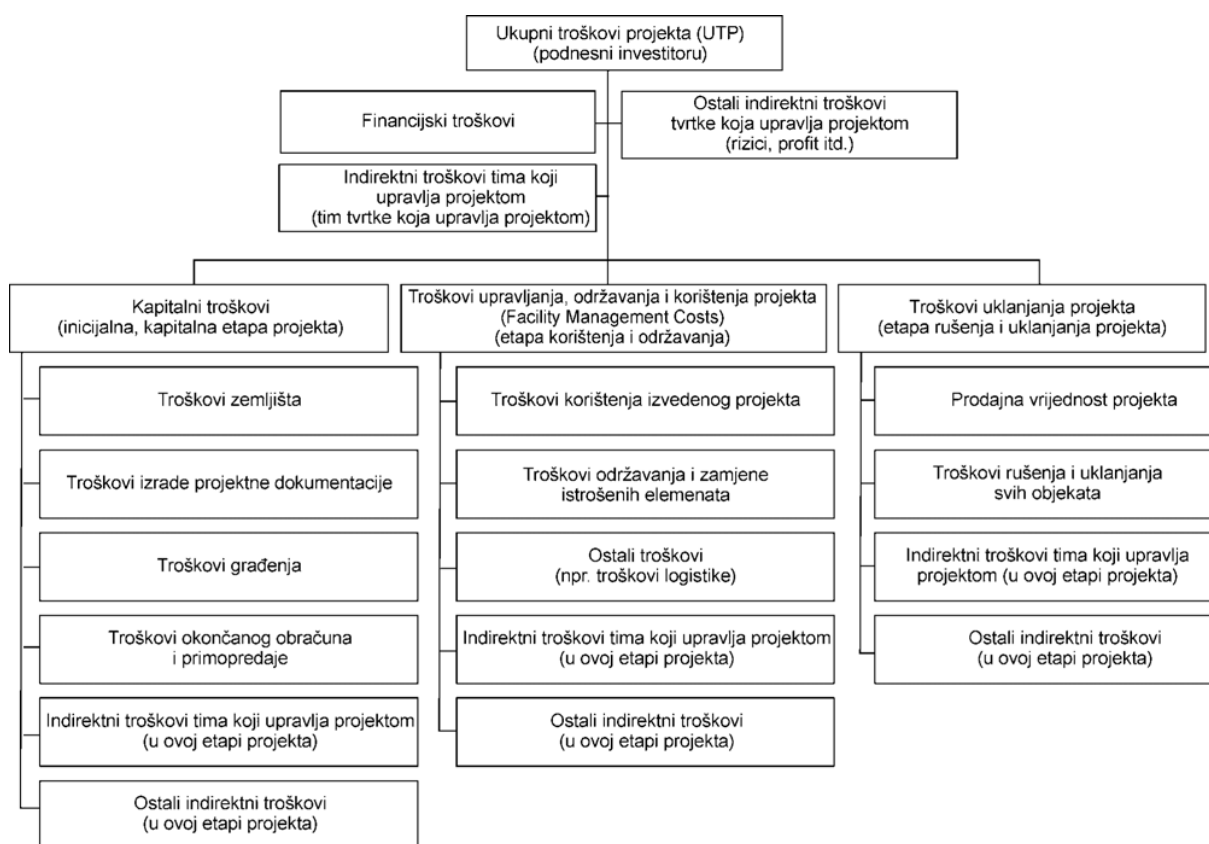 Ukupni troškovi projekta (UTP)
(podnesni investitoru)
Financijski troškovi
Ostali indirektni troškovi
tvrtke koja upravlja projektom
(rizici, profit itd.)
Indirektni troškovi tima koji
upravlja projektom
(tim tvrtke koja upravlja projektom)
Kapitalni troškovi
(inicijalna, kapitalna etapa projekta)
Troškovi zemljišta
Troškovi izrade projektne dokumentacije
Troškovi građenja
Troškovi okončanog obračuna
i primopredaje
Indirektni troškovi tima koji upravlja projektom
(u ovoj etapi projekta)
Ostali indirektni troškovi
(u ovoj etapi projekta)
Troškovi upravljanja, održavanja i korištenja projekta
(Facility Management Costs)
(etapa korištenja i održavanja)
Troškovi korištenja izvedenog projekta
Troškovi održavanja i zamjene
istrošenih elemenata
Ostali troškovi
(npr. troškovi logistike)
Indirektni troškovi tima koji upravlja projektom
(u ovoj etapi projekta)
Ostali indirektni troškovi
(u ovoj etapi projekta)
Troškovi uklanjanja projekta
(etapa rušenja i uklanjanja projekta)
Prodajna vrijednost projekta
Troškovi rušenja i uklanjanja
svih objekata
Indirektni troškovi tima koji upravlja
projektom (u ovoj etapi projekta)
Ostali indirektni troškovi
(u ovoj etapi projekta)